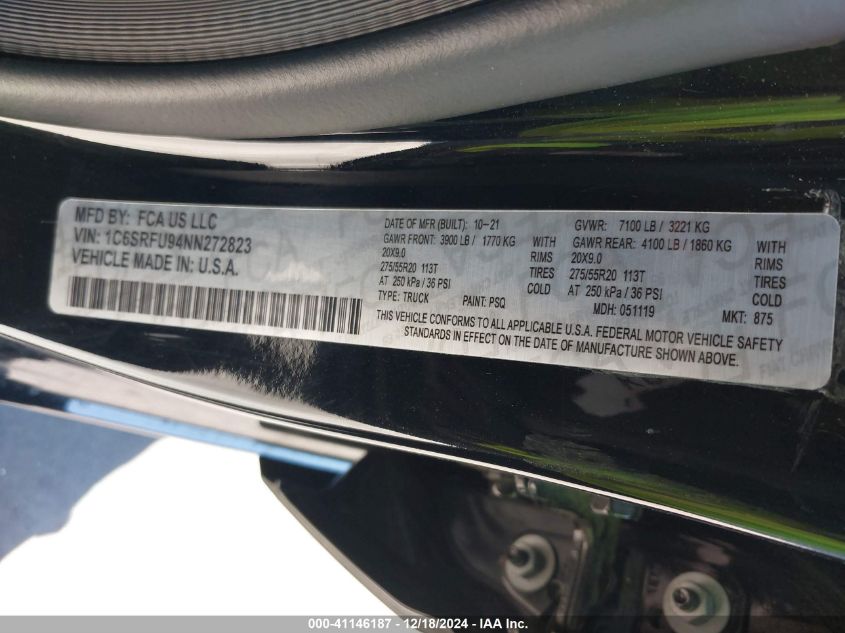 MFD BY: FCA US LLC
VIN: 1C6SRFU94NN272823
VEHICLE MADE IN: U.S.A.
DATE OF MFR (BUILT): 10-21
GAWR FRONT: 3900 LB / 1770 KG WITH
20X9.0 RIMS
275/55R20 113T TIRES
AT 250 kPa / 36 PSI COLD
TYPE: TRUCK PAINT: PSQ
GVWR: 7100 LB / 3221 KG
GAWR REAR: 4100 LB / 1860 KG WITH
20X9.0 RIMS
275/55R20 113T TIRES
AT 250 kPa / 36 PSI COLD
MDH: 051119 MKT: 875
THIS VEHICLE CONFORMS TO ALL APPLICABLE U.S.A. FEDERAL MOTOR VEHICLE SAFETY
STANDARDS IN EFFECT ON THE DATE OF MANUFACTURE SHOWN ABOVE.
000-41146187 - 12/18/2024 - IAA Inc.